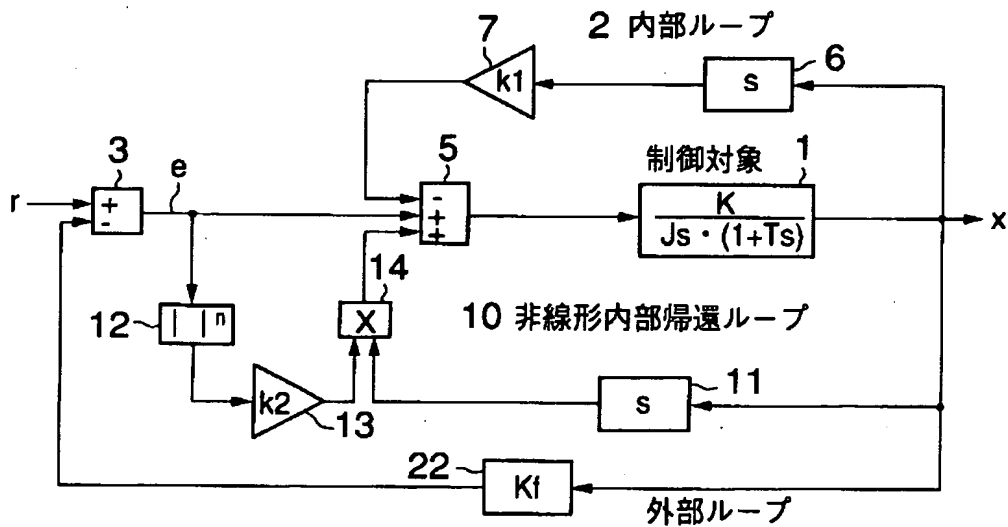 2 内部ループ
7
k1
6
s
3
5
制御対象
1
r
+
-
e
-
+
+
K
Js・(1+Ts)
x
12
| |ⁿ
14
X
10 非線形内部帰還ループ
k2
13
11
s
22
Kf
外部ループ